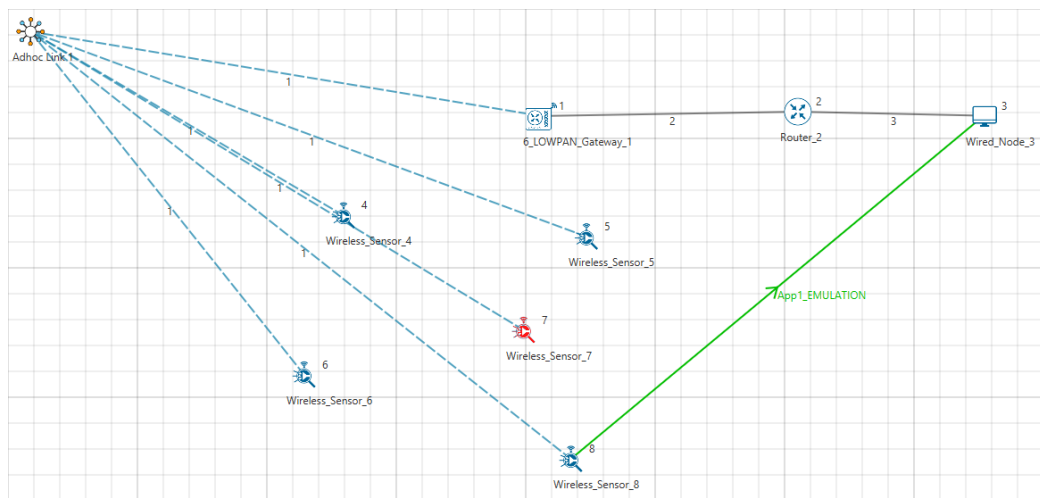 Adhoc Link 1
1
1
6_LOWPAN_Gateway_1
2
2
Router_2
3
3
Wired_Node_3
1
1
1
4
Wireless_Sensor_4
5
Wireless_Sensor_5
1
1
App1_EMULATION
7
Wireless_Sensor_7
6
Wireless_Sensor_6
8
Wireless_Sensor_8